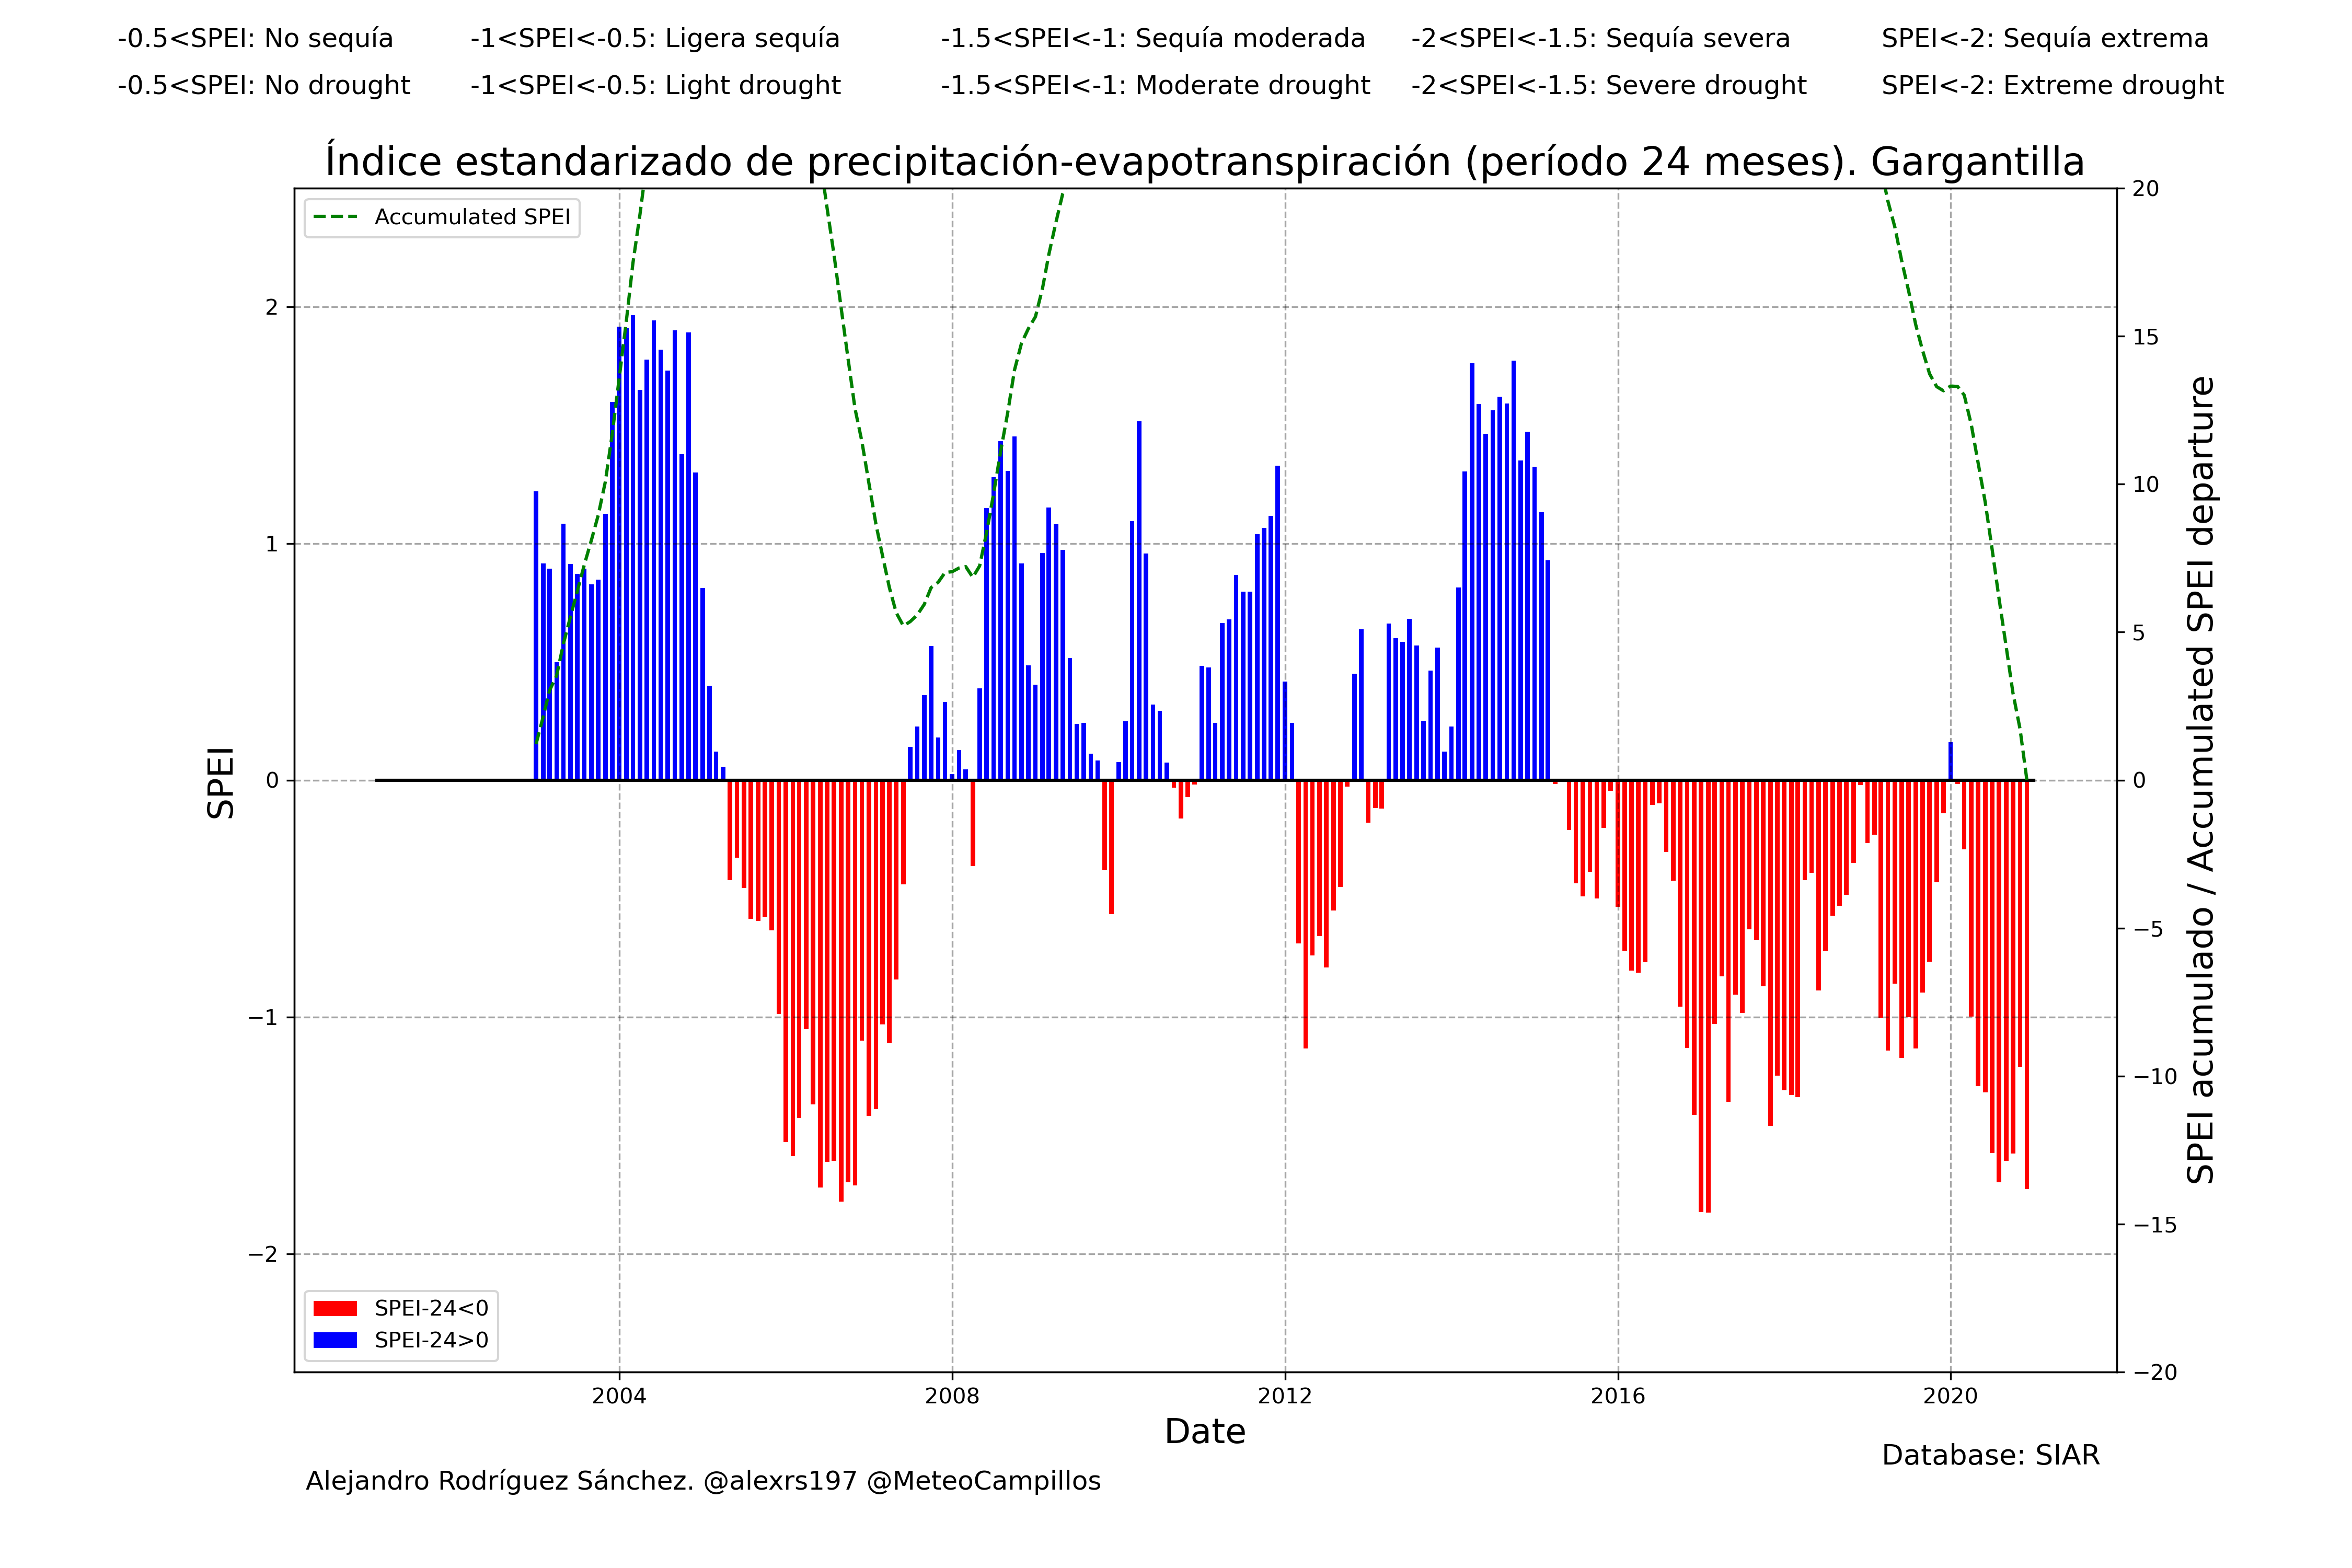 -0.5<SPEI: No sequía -1<SPEI<-0.5: Ligera sequía -1.5<SPEI<-1: Sequía moderada -2<SPEI<-1.5: Sequía severa SPEI<-2: Sequía extrema
-0.5<SPEI: No drought -1<SPEI<-0.5: Light drought -1.5<SPEI<-1: Moderate drought -2<SPEI<-1.5: Severe drought SPEI<-2: Extreme drought
Índice estandarizado de precipitación-evapotranspiración (período 24 meses). Gargantilla
Accumulated SPEI
SPEI
2
1
0
−1
−2
20
15
10
5
0
−5
−10
−15
−20
SPEI acumulado / Accumulated SPEI departure
SPEI-24<0
SPEI-24>0
2004 2008 2012 2016 2020
Date
Database: SIAR
Alejandro Rodríguez Sánchez. @alexrs197 @MeteoCampillos